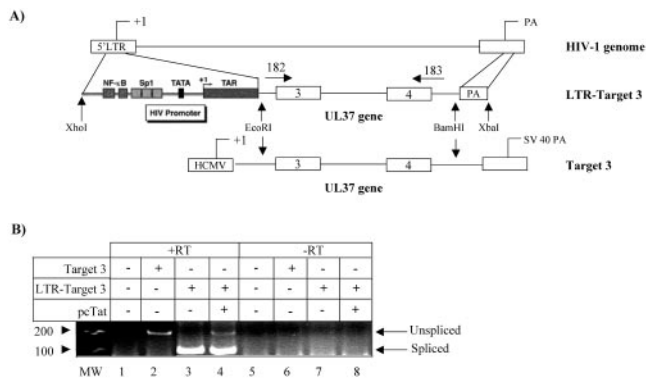 A)
+1
PA
5'LTR
HIV-1 genome
NF-κB Sp1 TATA +1 TAR
182
183
3
4
PA
LTR-Target 3
HIV Promoter
UL37 gene
XhoI
EcoRI
BamHI
XbaI
+1
SV 40 PA
HCMV
3
4
Target 3
UL37 gene
B)
+RT
-RT
Target 3 - + - - - + - -
LTR-Target 3 - - + + - - + +
pcTat - - - + - - - +
200
Unspliced
100
Spliced
MW 1 2 3 4 5 6 7 8